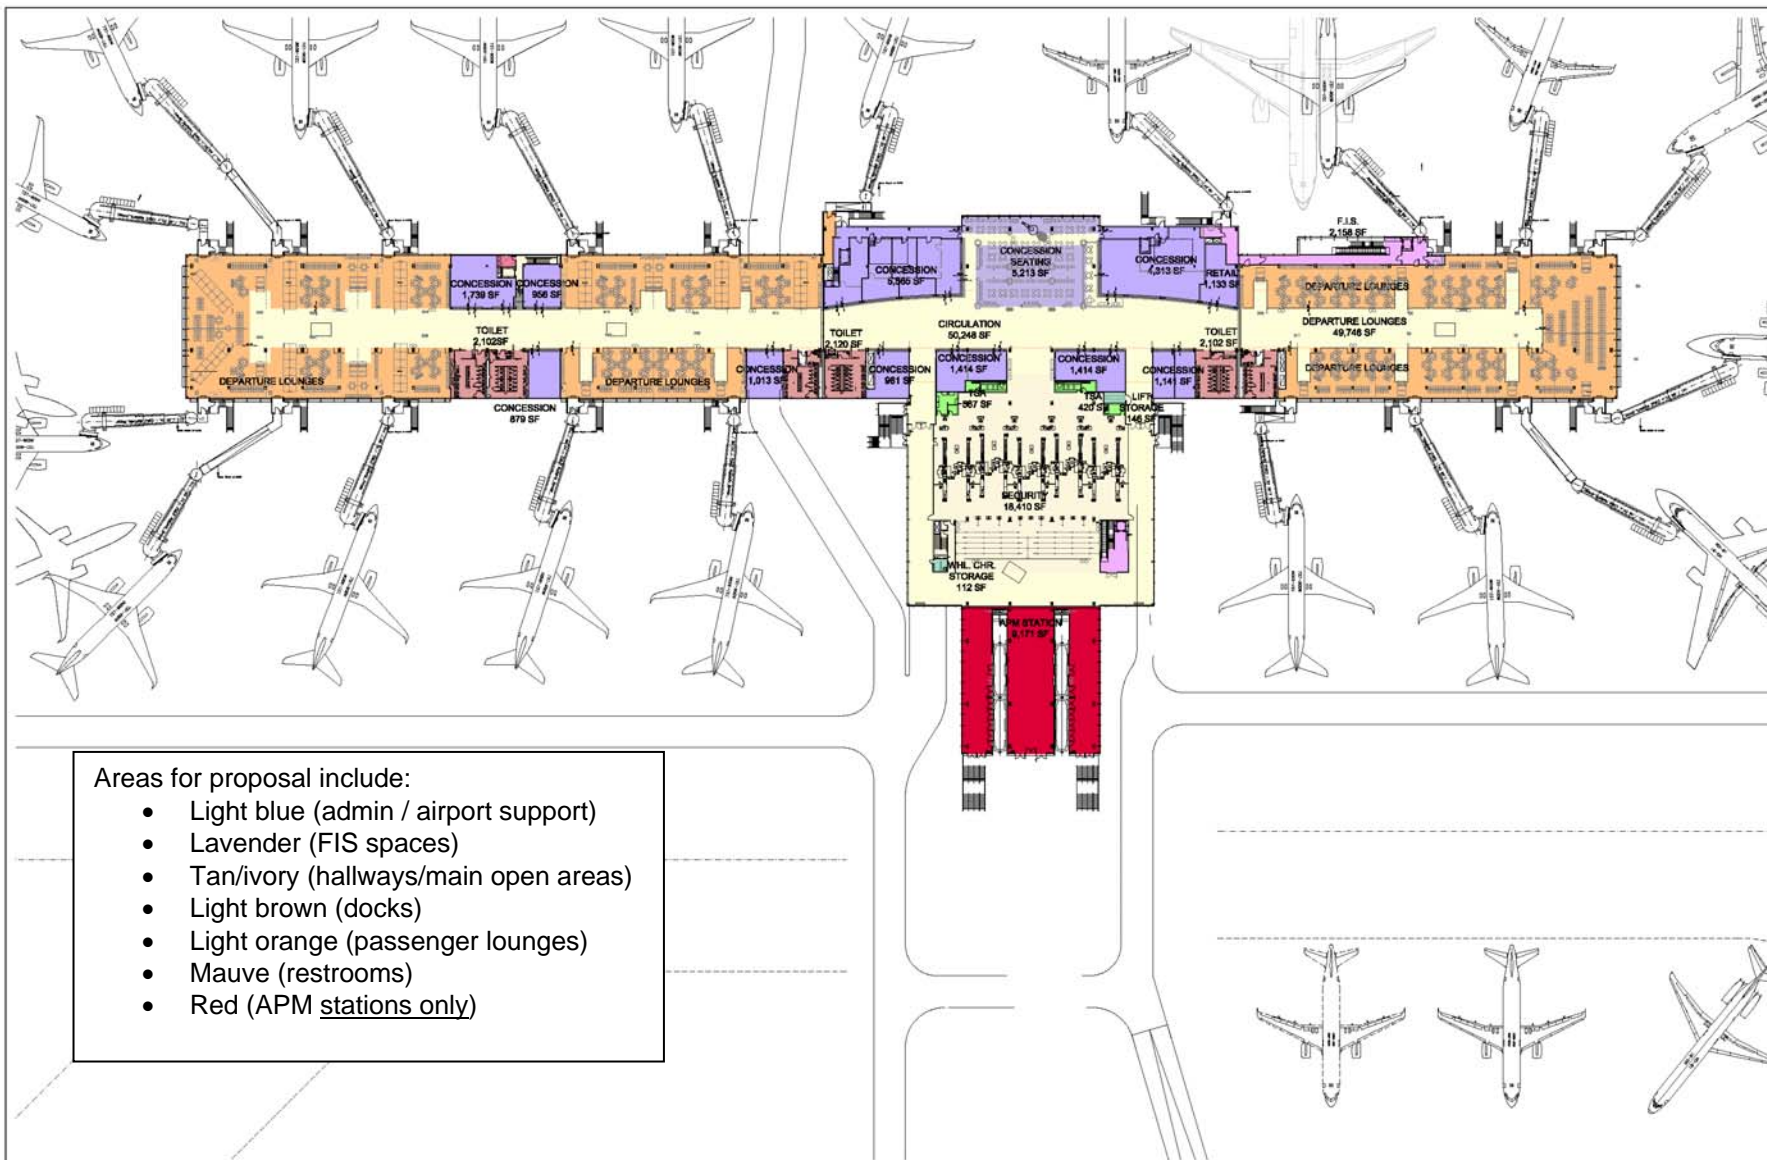 F.I.S.
2,158 SF
CONCESSION
SEATING
5,213 SF
CONCESSION
5,565 SF
CONCESSION
4,313 SF
RETAIL
1,133 SF
CONCESSION
1,739 SF
CONCESSION
956 SF
DEPARTURE LOUNGES
DEPARTURE LOUNGES
49,746 SF
CIRCULATION
50,248 SF
TOILET
2,102SF
TOILET
2,120 SF
TOILET
2,102 SF
CONCESSION
1,414 SF
CONCESSION
1,414 SF
DEPARTURE LOUNGES
DEPARTURE LOUNGES
CONCESSION
1,013 SF
CONCESSION
961 SF
CONCESSION
1,141 SF
DEPARTURE LOUNGES
CONCESSION
879 SF
TSA
567 SF
TSA
420 SF
LIFT
STORAGE
146 SF
SECURITY
18,410 SF
WHL. CHR.
STORAGE
112 SF
APM STATION
9,171 SF
Areas for proposal include:
• Light blue (admin / airport support)
• Lavender (FIS spaces)
• Tan/ivory (hallways/main open areas)
• Light brown (docks)
• Light orange (passenger lounges)
• Mauve (restrooms)
• Red (APM stations only)